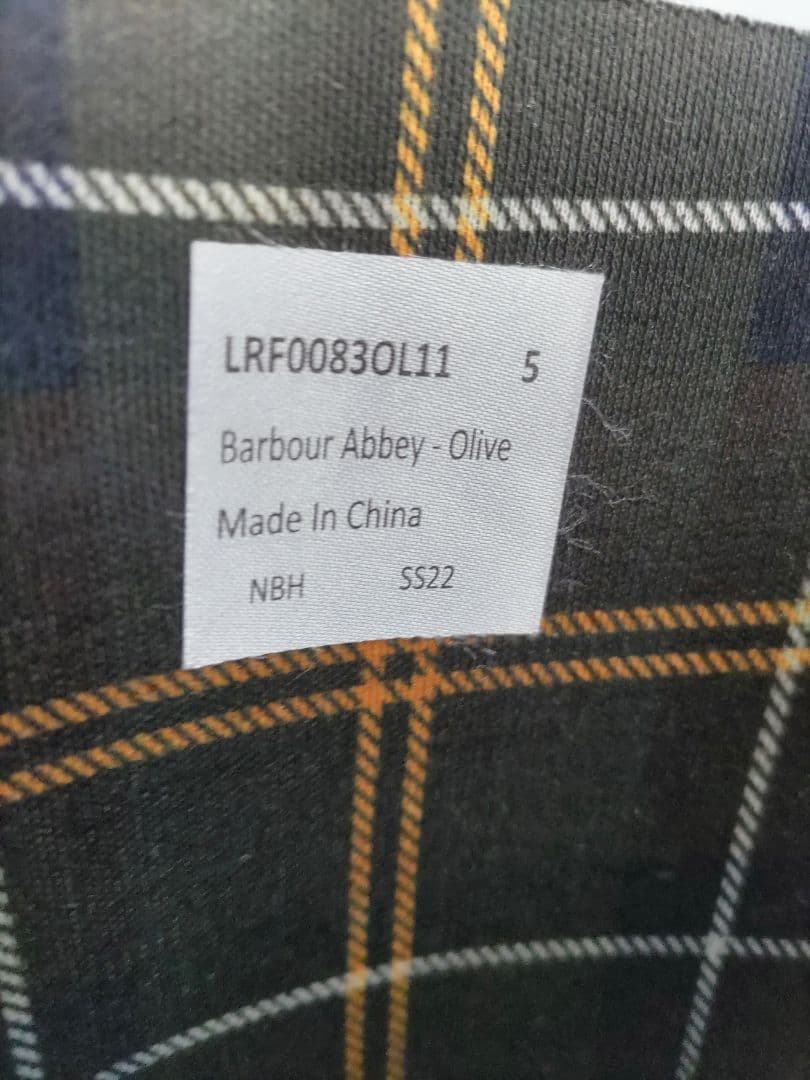 LRF0083OL11 5
Barbour Abbey - Olive
Made In China
NBH SS22